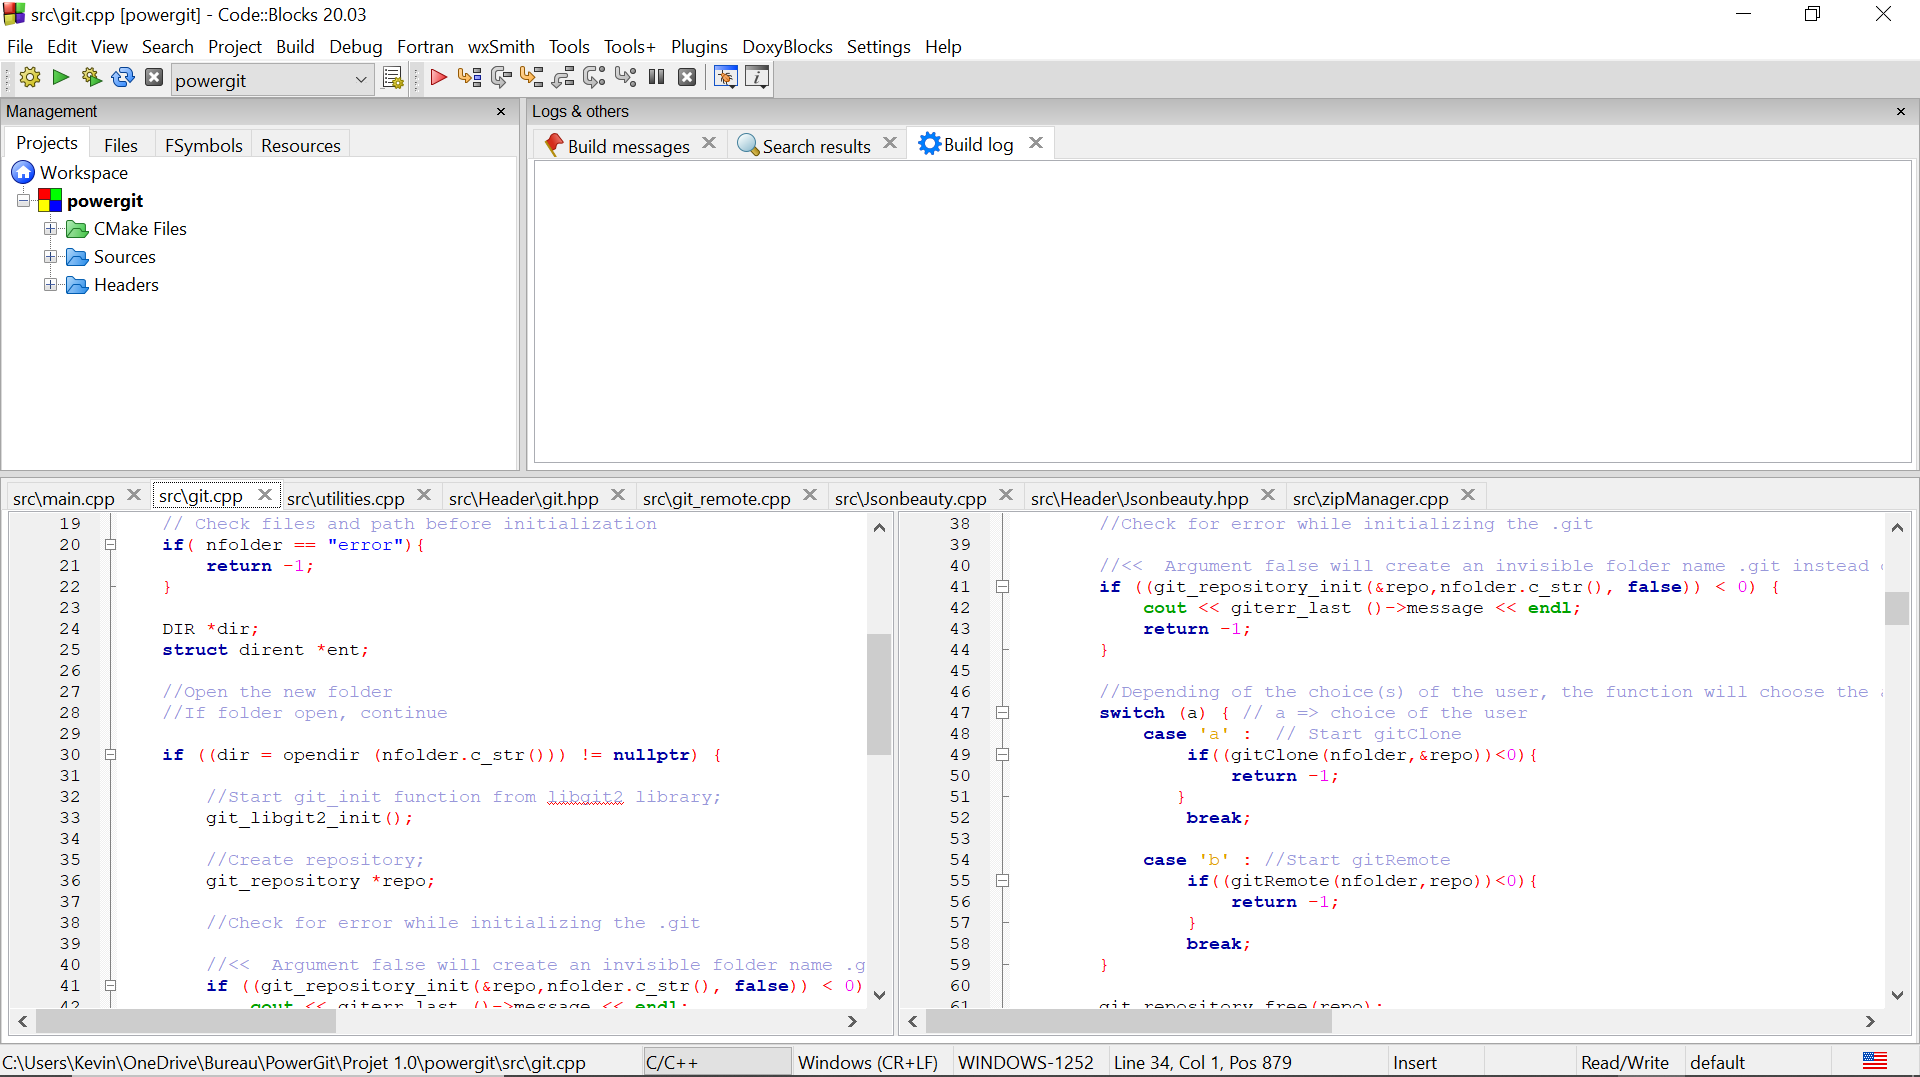 src\git.cpp [powergit] - Code::Blocks 20.03
File Edit View Search Project Build Debug Fortran wxSmith Tools Tools+ Plugins DoxyBlocks Settings Help
powergit
Management
Logs & others
Projects Files FSymbols Resources
Build messages Search results Build log
Workspace
powergit
CMake Files
Sources
Headers
src\main.cpp src\git.cpp src\utilities.cpp src\Header\git.hpp src\git_remote.cpp src\Jsonbeauty.cpp src\Header\Jsonbeauty.hpp src\zipManager.cpp
19 // Check files and path before initialization
20 if( nfolder == "error"){
21 return -1;
22 }
23
24 DIR *dir;
25 struct dirent *ent;
26
27 //Open the new folder
28 //If folder open, continue
29
30 if ((dir = opendir (nfolder.c_str())) != nullptr) {
31
32 //Start git_init function from libgit2 library;
33 git_libgit2_init();
34
35 //Create repository;
36 git_repository *repo;
37
38 //Check for error while initializing the .git
39
40 //<<  Argument false will create an invisible folder name .g
41 if ((git_repository_init(&repo,nfolder.c_str(), false)) < 0)
42 cout << giterr_last ()->message << endl;
38 //Check for error while initializing the .git
39
40 //<<  Argument false will create an invisible folder name .git instead
41 if ((git_repository_init(&repo,nfolder.c_str(), false)) < 0) {
42 cout << giterr_last ()->message << endl;
43 return -1;
44 }
45
46 //Depending of the choice(s) of the user, the function will choose the
47 switch (a) { // a => choice of the user
48 case 'a' :  // Start gitClone
49 if((gitClone(nfolder,&repo))<0){
50 return -1;
51 }
52 break;
53
54 case 'b' : //Start gitRemote
55 if((gitRemote(nfolder,repo))<0){
56 return -1;
57 }
58 break;
59 }
60
61 git_repository_free(repo);
C:\Users\Kevin\OneDrive\Bureau\PowerGit\Projet 1.0\powergit\src\git.cpp C/C++ Windows (CR+LF) WINDOWS-1252 Line 34, Col 1, Pos 879 Insert Read/Write default